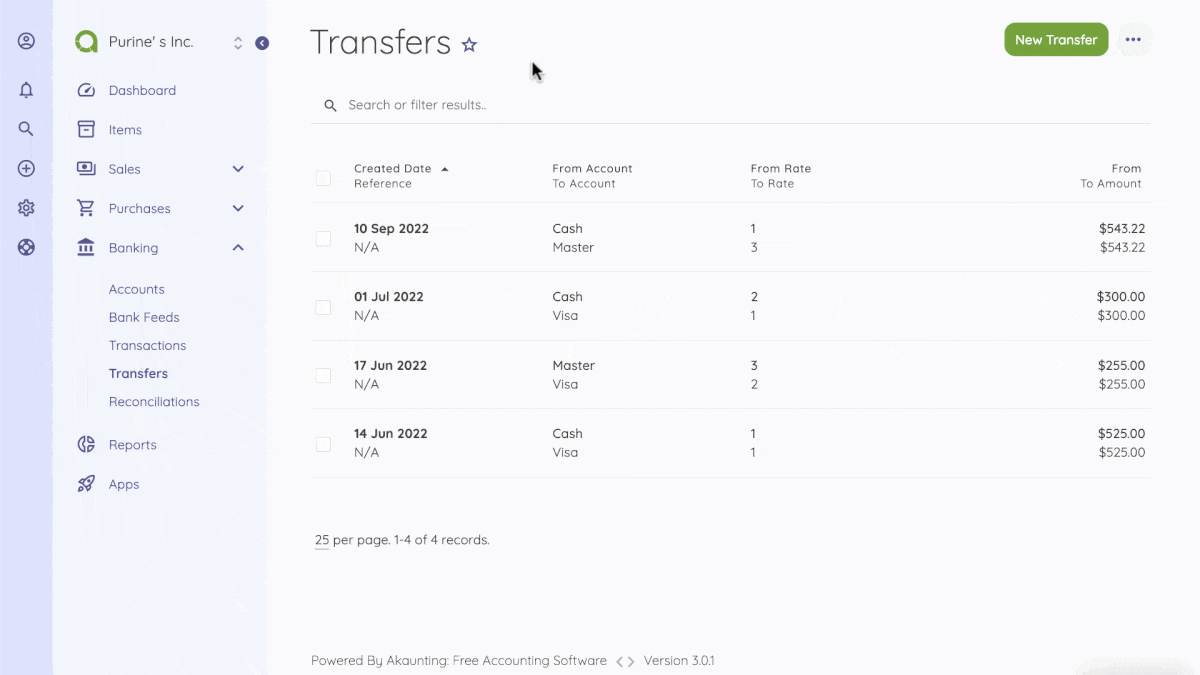 Purine' s Inc.
Dashboard
Items
Sales
Purchases
Banking
Accounts
Bank Feeds
Transactions
Transfers
Reconciliations
Reports
Apps
Transfers
New Transfer
Search or filter results..
Created Date From Account From Rate From
Reference To Account To Rate To Amount
10 Sep 2022 Cash 1 $543.22
N/A Master 3 $543.22
01 Jul 2022 Cash 2 $300.00
N/A Visa 1 $300.00
17 Jun 2022 Master 3 $255.00
N/A Visa 2 $255.00
14 Jun 2022 Cash 1 $525.00
N/A Visa 1 $525.00
25 per page. 1-4 of 4 records.
Powered By Akaunting: Free Accounting Software Version 3.0.1